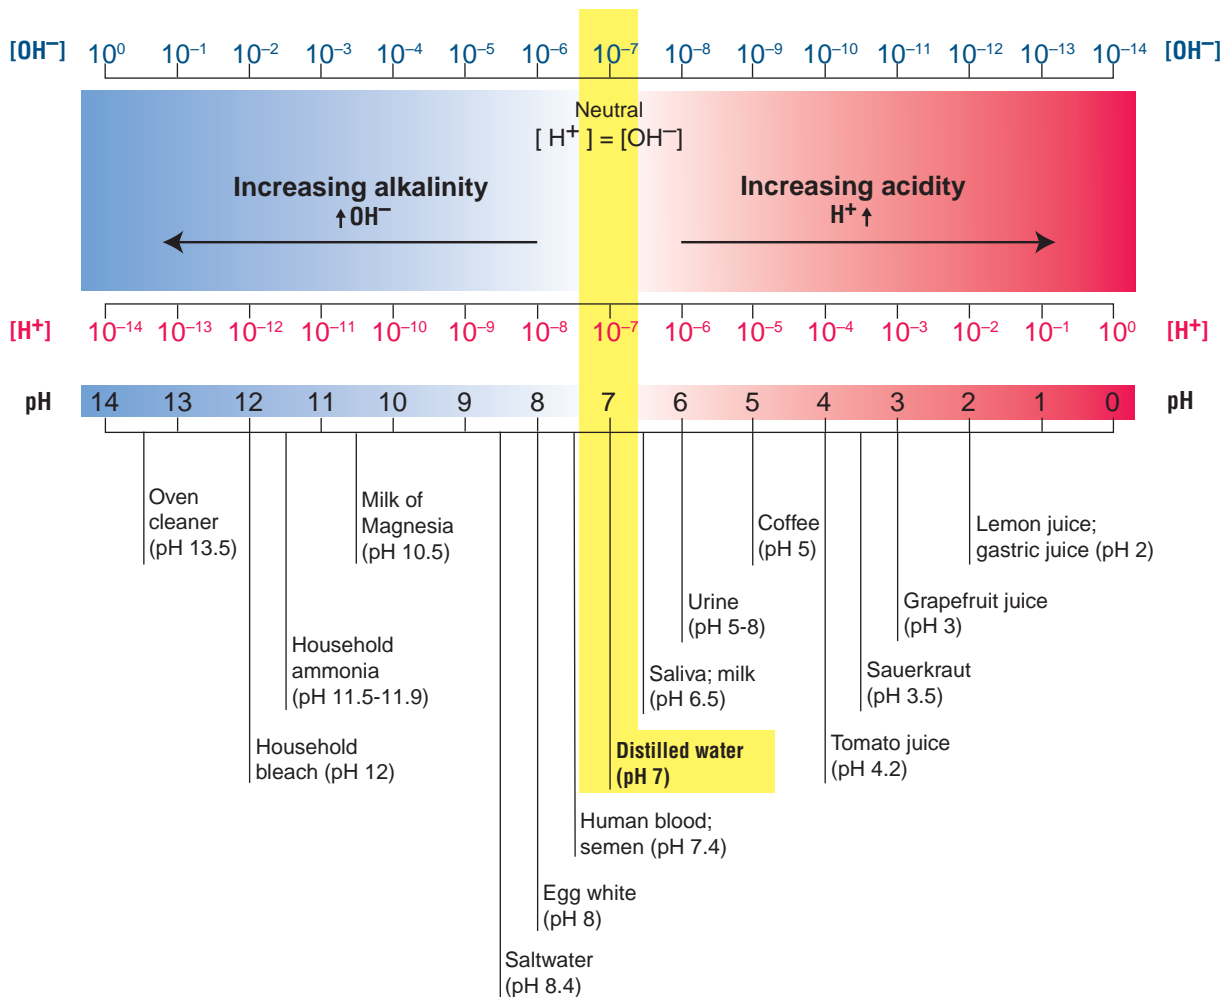 [OH–] 10⁰ 10–¹ 10–² 10–³ 10–⁴ 10–⁵ 10–⁶ 10–⁷ 10–⁸ 10–⁹ 10–¹⁰ 10–¹¹ 10–¹² 10–¹³ 10–¹⁴ [OH–]
Neutral
[ H+ ] = [OH–]
Increasing alkalinity
↑ OH–
Increasing acidity
H+ ↑
[H+] 10–¹⁴ 10–¹³ 10–¹² 10–¹¹ 10–¹⁰ 10–⁹ 10–⁸ 10–⁷ 10–⁶ 10–⁵ 10–⁴ 10–³ 10–² 10–¹ 10⁰ [H+]
pH 14 13 12 11 10 9 8 7 6 5 4 3 2 1 0 pH
Oven
cleaner
(pH 13.5)
Milk of
Magnesia
(pH 10.5)
Coffee
(pH 5)
Lemon juice;
gastric juice (pH 2)
Urine
(pH 5-8)
Grapefruit juice
(pH 3)
Household
ammonia
(pH 11.5-11.9)
Saliva; milk
(pH 6.5)
Sauerkraut
(pH 3.5)
Household
bleach (pH 12)
Distilled water
(pH 7)
Tomato juice
(pH 4.2)
Human blood;
semen (pH 7.4)
Egg white
(pH 8)
Saltwater
(pH 8.4)